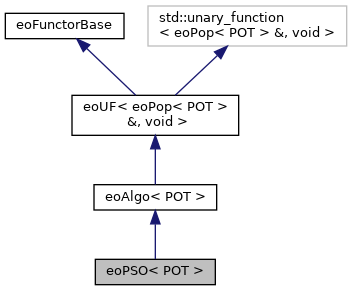 eoFunctorBase
std::unary_function
< eoPop< POT > &, void >
eoUF< eoPop< POT >
&, void >
eoAlgo< POT >
eoPSO< POT >